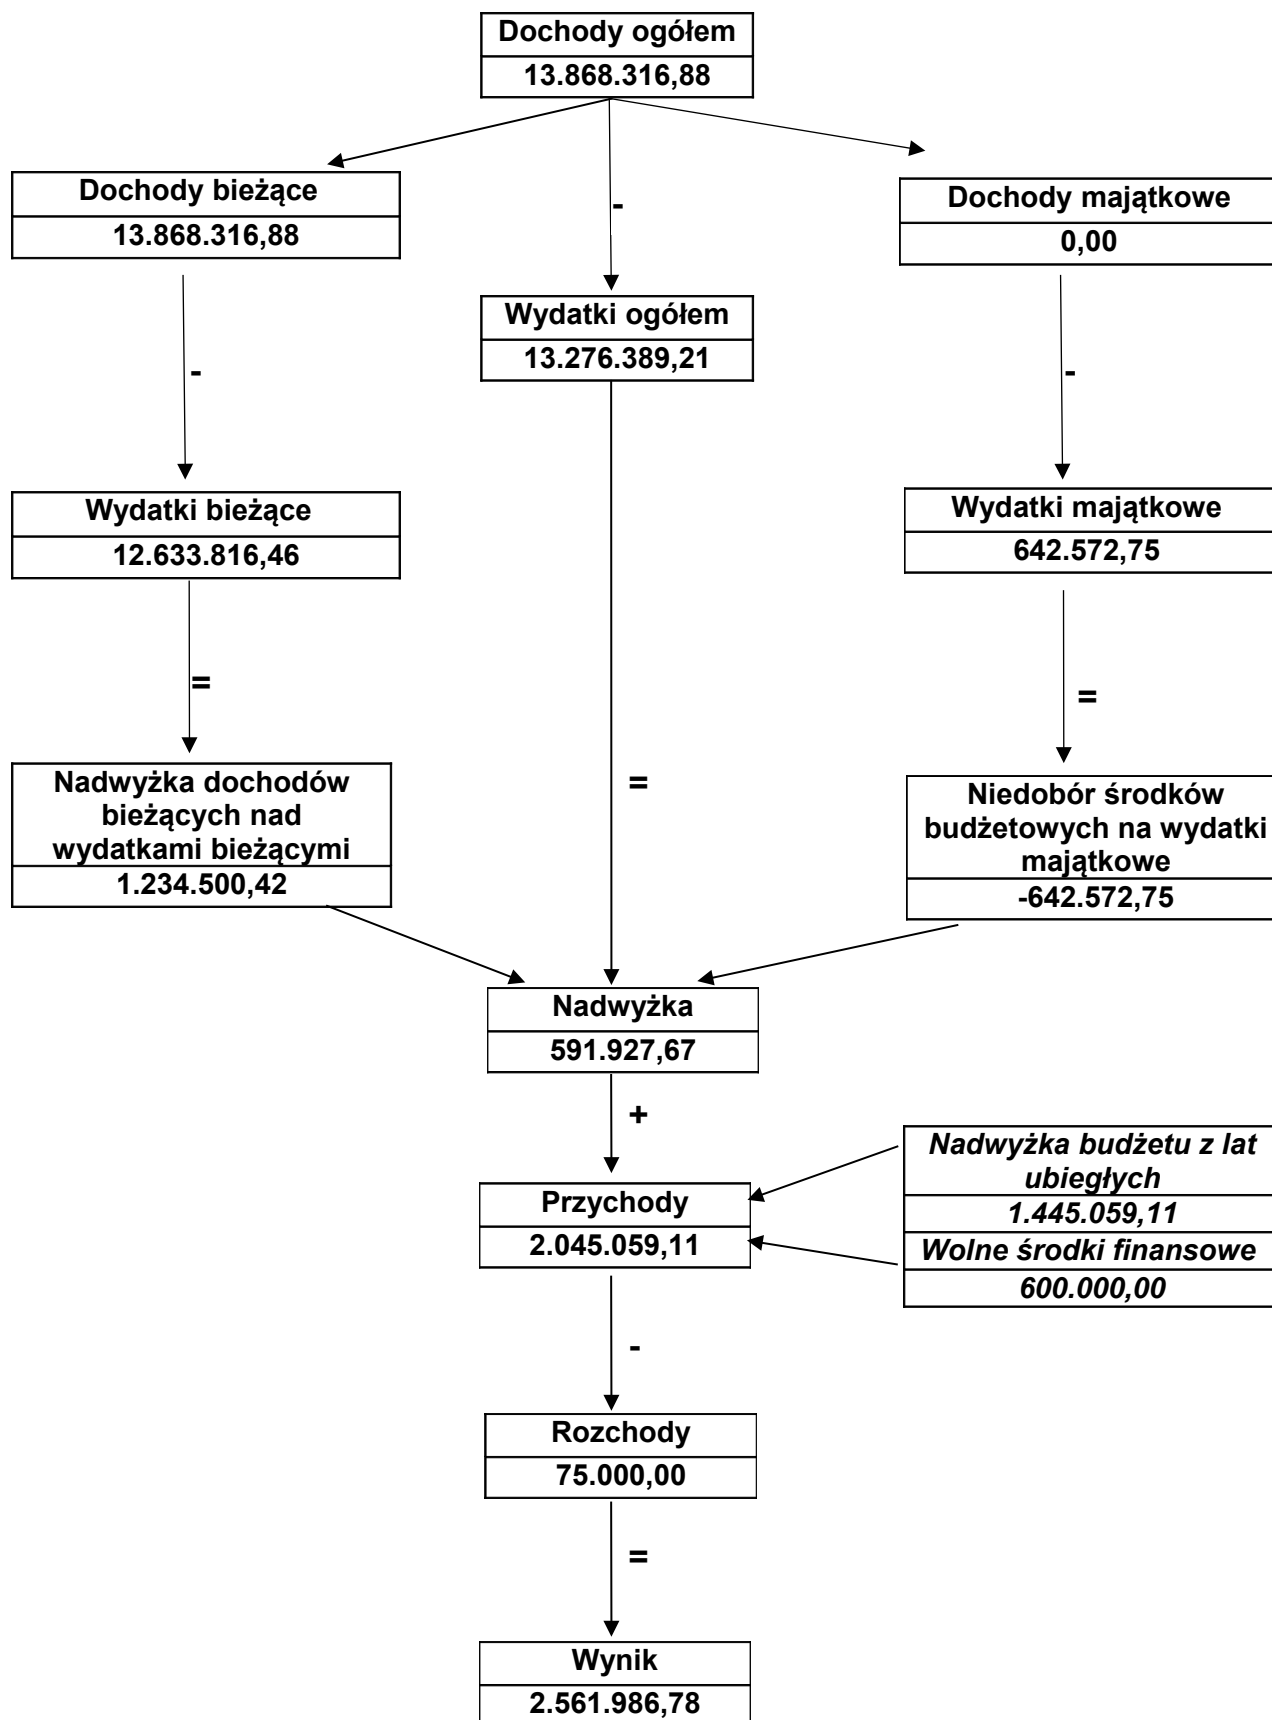 Dochody ogółem
13.868.316,88
Dochody bieżące
13.868.316,88
-
Dochody majątkowe
0,00
Wydatki ogółem
13.276.389,21
-
-
Wydatki bieżące
12.633.816,46
Wydatki majątkowe
642.572,75
=
=
=
Nadwyżka dochodów
bieżących nad
wydatkami bieżącymi
1.234.500,42
Niedobór środków
budżetowych na wydatki
majątkowe
-642.572,75
Nadwyżka
591.927,67
+
Przychody
2.045.059,11
Nadwyżka budżetu z lat
ubiegłych
1.445.059,11
Wolne środki finansowe
600.000,00
-
Rozchody
75.000,00
=
Wynik
2.561.986,78